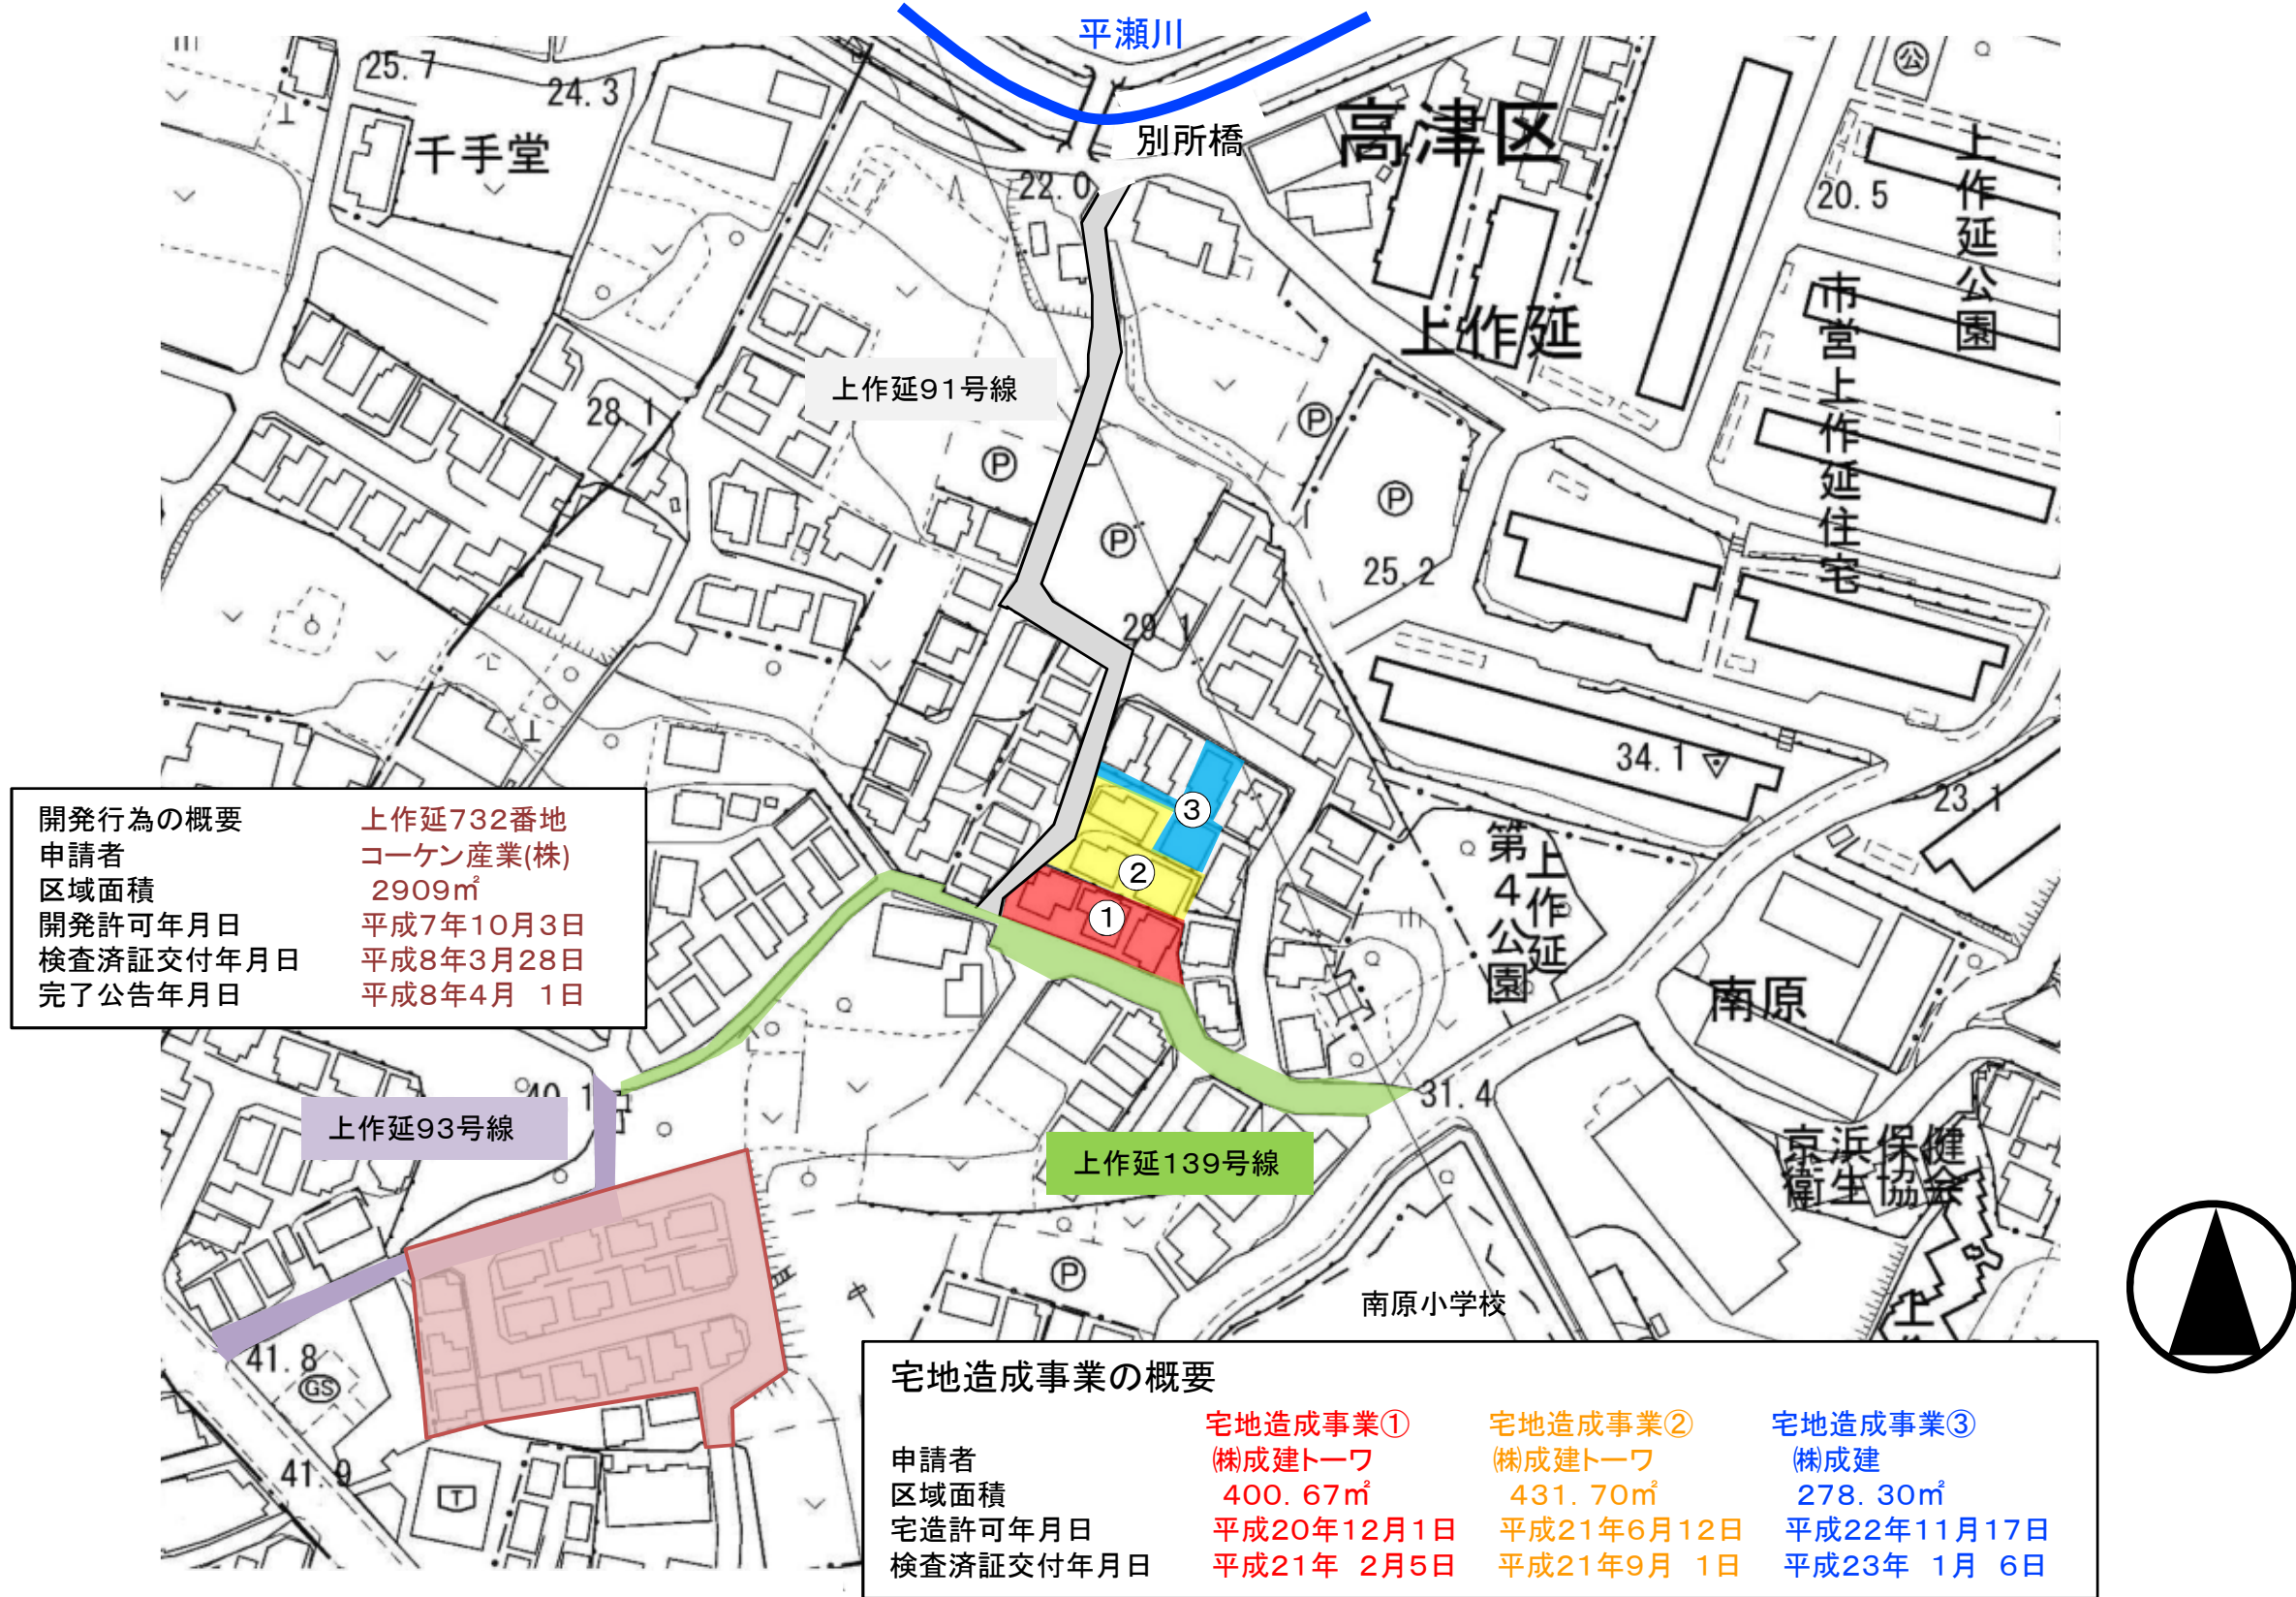 平瀬川
別所橋
高津区
上作延
上作延公園
市営上作延住宅
千手堂
25.7
24.3
22.0
20.5
28.1
上作延91号線
Ⓟ
Ⓟ
Ⓟ
Ⓟ
公
25.2
29.1
34.1
23.1
③
②
①
上作延
第4公園
南原
31.4
京浜保健
衛生協会
40.1
上作延93号線
上作延139号線
Ⓟ
南原小学校
41.8
GS
41.9
T
開発行為の概要 上作延732番地
申請者 コーケン産業(株)
区域面積 2909㎡
開発許可年月日 平成7年10月3日
検査済証交付年月日 平成8年3月28日
完了公告年月日 平成8年4月 1日
宅地造成事業の概要
宅地造成事業① 宅地造成事業② 宅地造成事業③
申請者 ㈱成建トーワ ㈱成建トーワ ㈱成建
区域面積 400.67㎡ 431.70㎡ 278.30㎡
宅造許可年月日 平成20年12月1日 平成21年6月12日 平成22年11月17日
検査済証交付年月日 平成21年 2月5日 平成21年9月 1日 平成23年 1月 6日